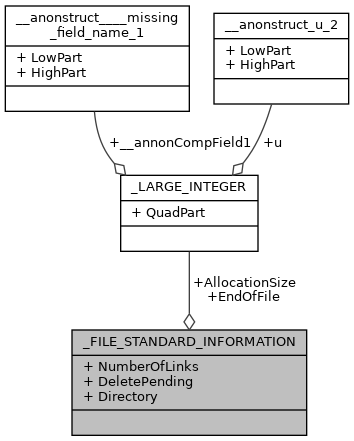 __anonstruct____missing
_field_name_1
+ LowPart
+ HighPart
__anonstruct_u_2
+ LowPart
+ HighPart
+__annonCompField1
+u
_LARGE_INTEGER
+ QuadPart
+AllocationSize
+EndOfFile
_FILE_STANDARD_INFORMATION
+ NumberOfLinks
+ DeletePending
+ Directory